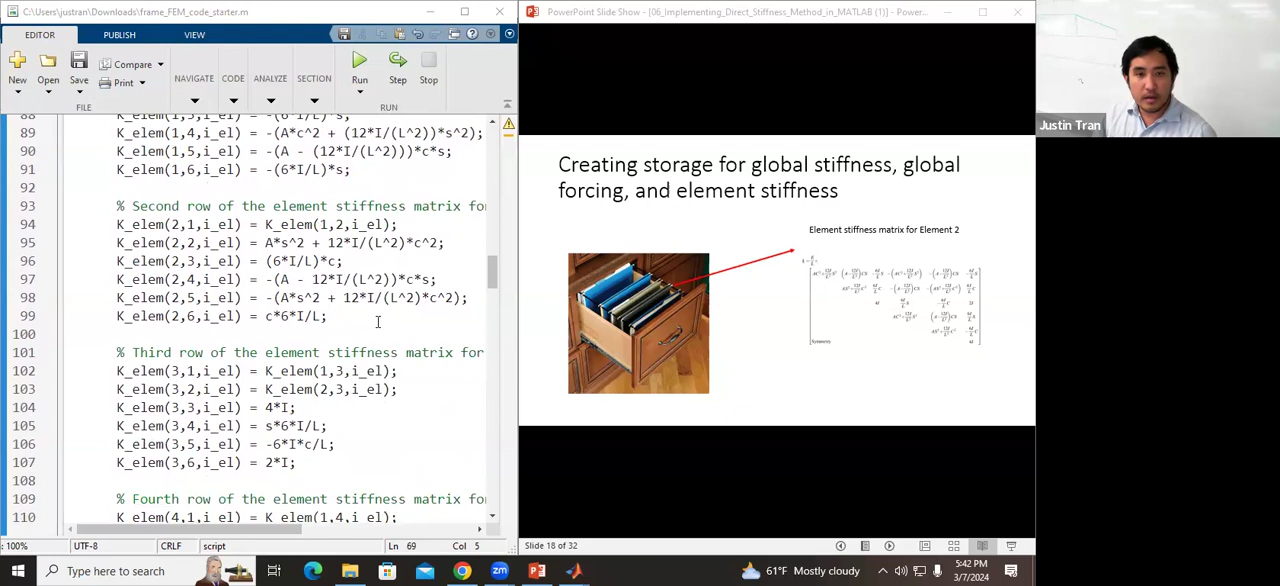 C:\Users\justran\Downloads\frame_FEM_code_starter.m
EDITOR
PUBLISH
VIEW
New
Open
Save
Compare
Print
FILE
NAVIGATE
CODE
ANALYZE
SECTION
Run
Step
Stop
RUN
89 K_elem(1,4,i_el) = -(A*c^2 + (12*I/(L^2))*s^2);
90 K_elem(1,5,i_el) = -(A - (12*I/(L^2)))*c*s;
91 K_elem(1,6,i_el) = -(6*I/L)*s;
92
93 % Second row of the element stiffness matrix for
94 K_elem(2,1,i_el) = K_elem(1,2,i_el);
95 K_elem(2,2,i_el) = A*s^2 + 12*I/(L^2)*c^2;
96 K_elem(2,3,i_el) = (6*I/L)*c;
97 K_elem(2,4,i_el) = -(A - 12*I/(L^2))*c*s;
98 K_elem(2,5,i_el) = -(A*s^2 + 12*I/(L^2)*c^2);
99 K_elem(2,6,i_el) = c*6*I/L;
100
101 % Third row of the element stiffness matrix for
102 K_elem(3,1,i_el) = K_elem(1,3,i_el);
103 K_elem(3,2,i_el) = K_elem(2,3,i_el);
104 K_elem(3,3,i_el) = 4*I;
105 K_elem(3,4,i_el) = s*6*I/L;
106 K_elem(3,5,i_el) = -6*I*c/L;
107 K_elem(3,6,i_el) = 2*I;
108
109 % Fourth row of the element stiffness matrix for
110 K_elem(4,1,i_el) = K_elem(1,4,i_el);
: 100%
UTF-8
CRLF
script
Ln 69
Col 5
PowerPoint Slide Show - [06_Implementing_Direct_Stiffness_Method_in_MATLAB (1)] - Power...
Creating storage for global stiffness, global
forcing, and element stiffness
Element stiffness matrix for Element 2
Symmetry
Slide 18 of 32
Justin Tran
Type here to search
61°F Mostly cloudy
5:42 PM
3/7/2024